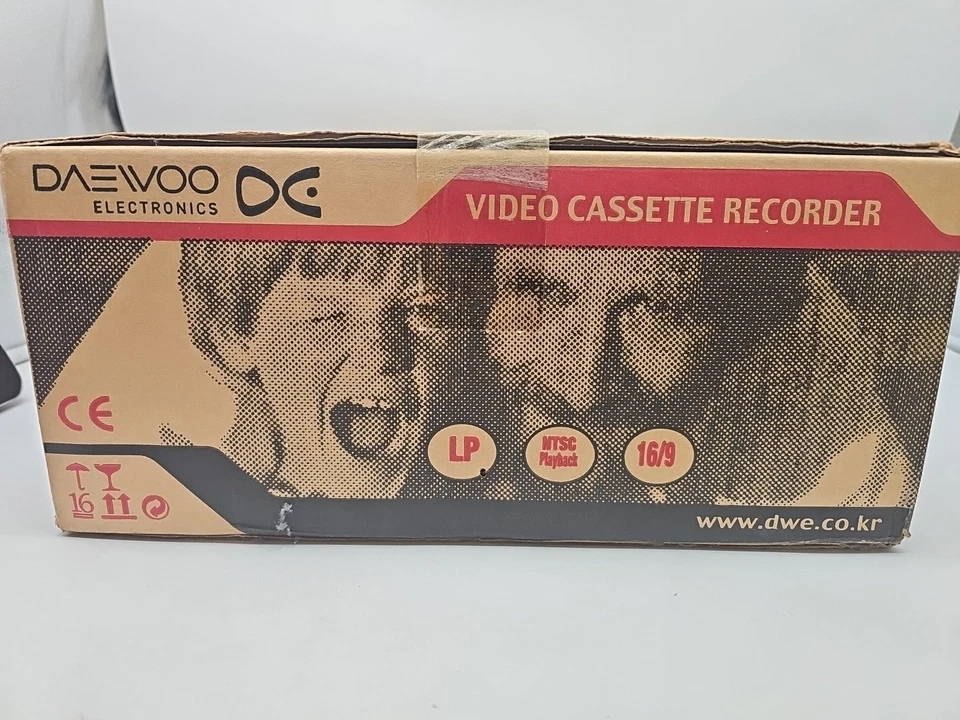 DAEWOO
ELECTRONICS
VIDEO CASSETTE RECORDER
CE
LP
NTSC
Playback
16/9
16
www.dwe.co.kr